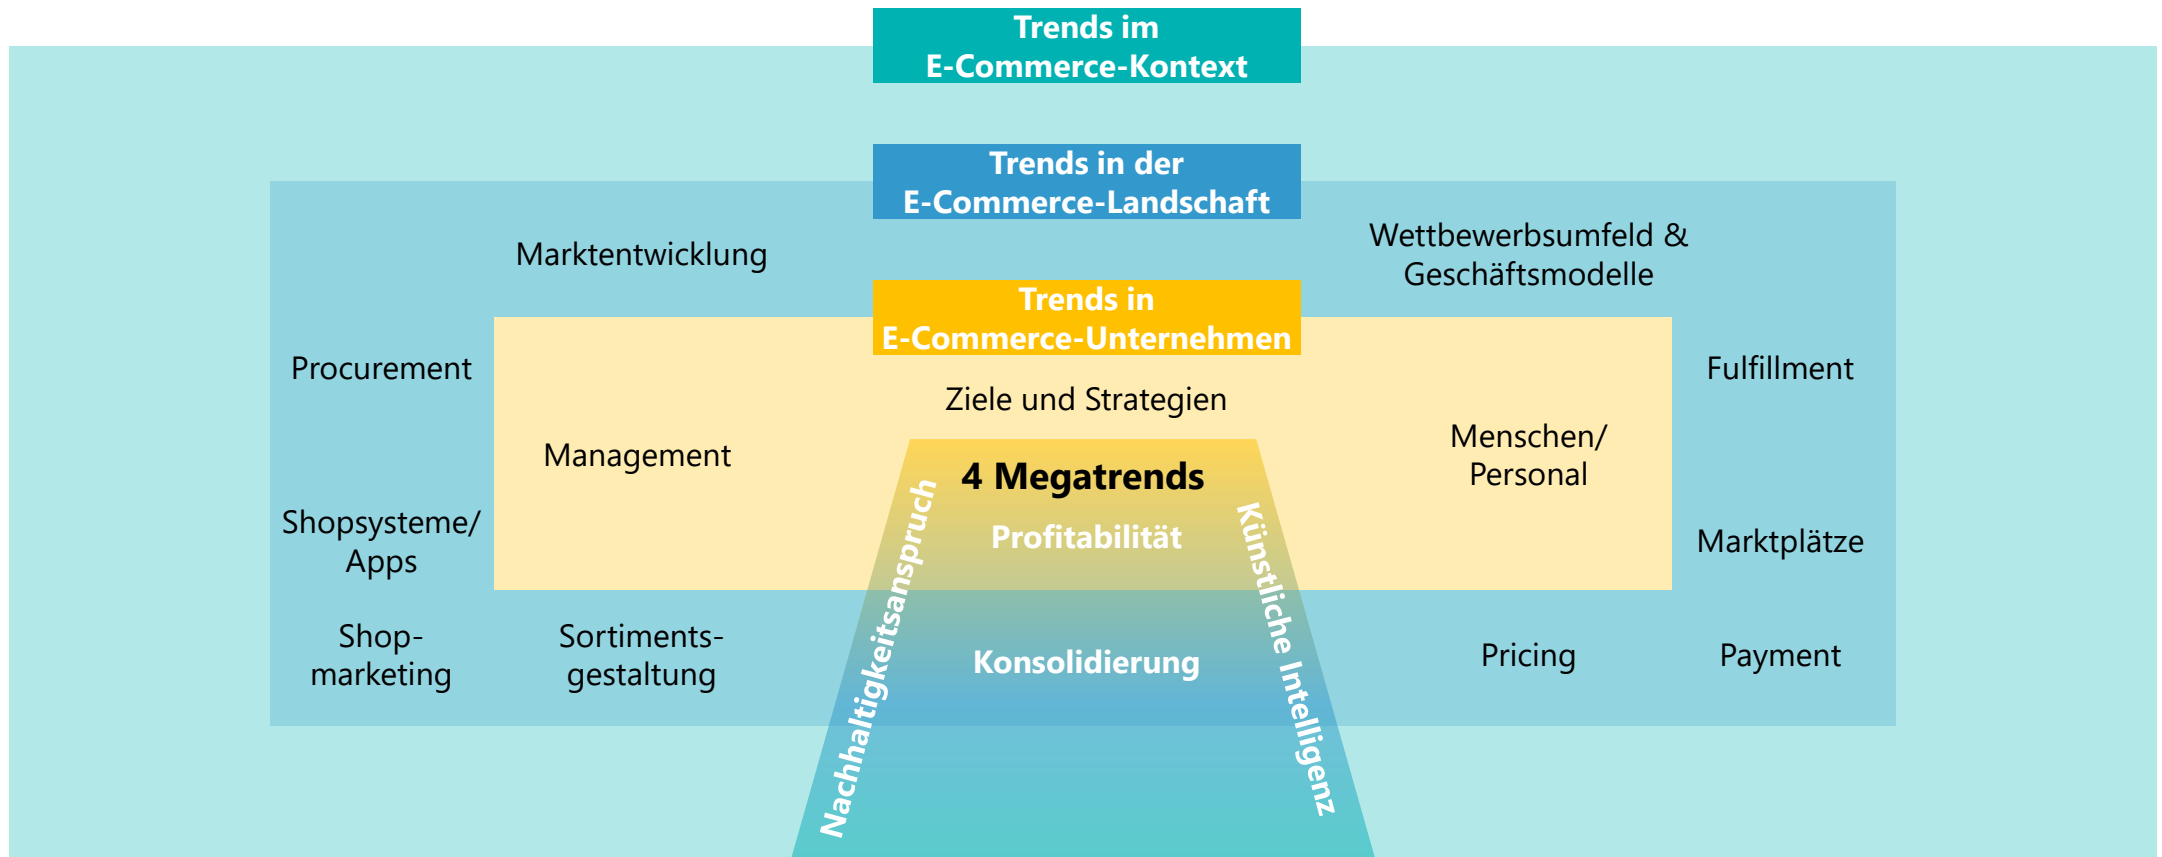 Trends im
E-Commerce-Kontext
Trends in der
E-Commerce-Landschaft
Marktentwicklung
Wettbewerbsumfeld &
Geschäftsmodelle
Trends in
E-Commerce-Unternehmen
Procurement
Fulfillment
Ziele und Strategien
Management
Menschen/
Personal
4 Megatrends
Profitabilität
Nachhaltigkeitsanspruch
Künstliche Intelligenz
Shopsysteme/
Apps
Marktplätze
Shop-
marketing
Sortiments-
gestaltung
Konsolidierung
Pricing
Payment